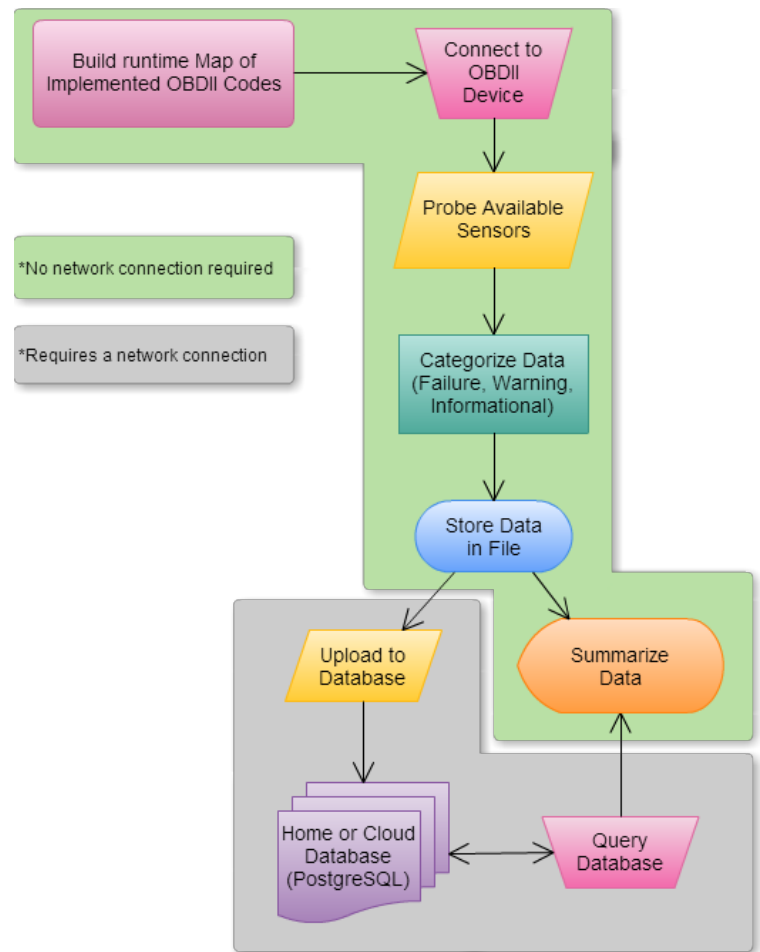 Build runtime Map of
Implemented OBDII Codes
Connect to
OBDII
Device
Probe Available
Sensors
*No network connection required
*Requires a network connection
Categorize Data
(Failure, Warning,
Informational)
Store Data
in File
Upload to
Database
Summarize
Data
Home or Cloud
Database
(PostgreSQL)
Query
Database